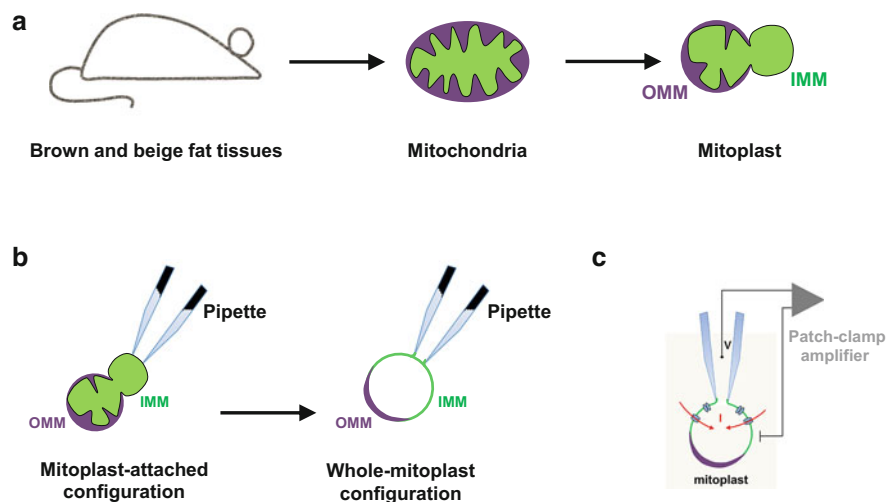 a
OMM
IMM
Brown and beige fat tissues
Mitochondria
Mitoplast
b
Pipette
OMM
IMM
Mitoplast-attached
configuration
Pipette
OMM
IMM
Whole-mitoplast
configuration
c
V
Patch-clamp
amplifier
I
mitoplast